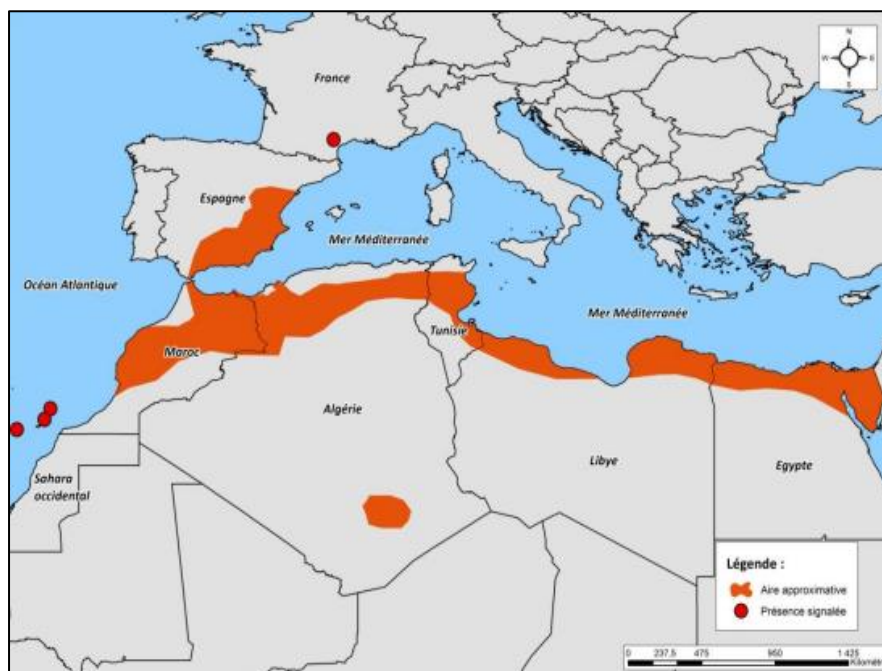 N
W E
S
France
Espagne
Mer Méditerranée
Océan Atlantique
Mer Méditerranée
Tunisie
Maroc
Algérie
Libye
Egypte
Sahara
occidental
Légende :
Aire approximative
Présence signalée
0 237,5 475 950 1 425
Kilomèt